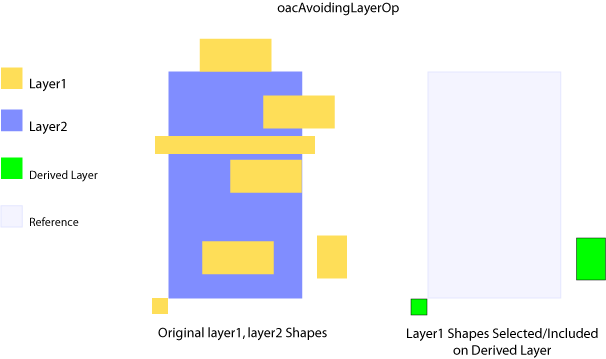 oacAvoidingLayerOp
Layer1
Layer2
Derived Layer
Reference
Original layer1, layer2 Shapes
Layer1 Shapes Selected/Included
on Derived Layer